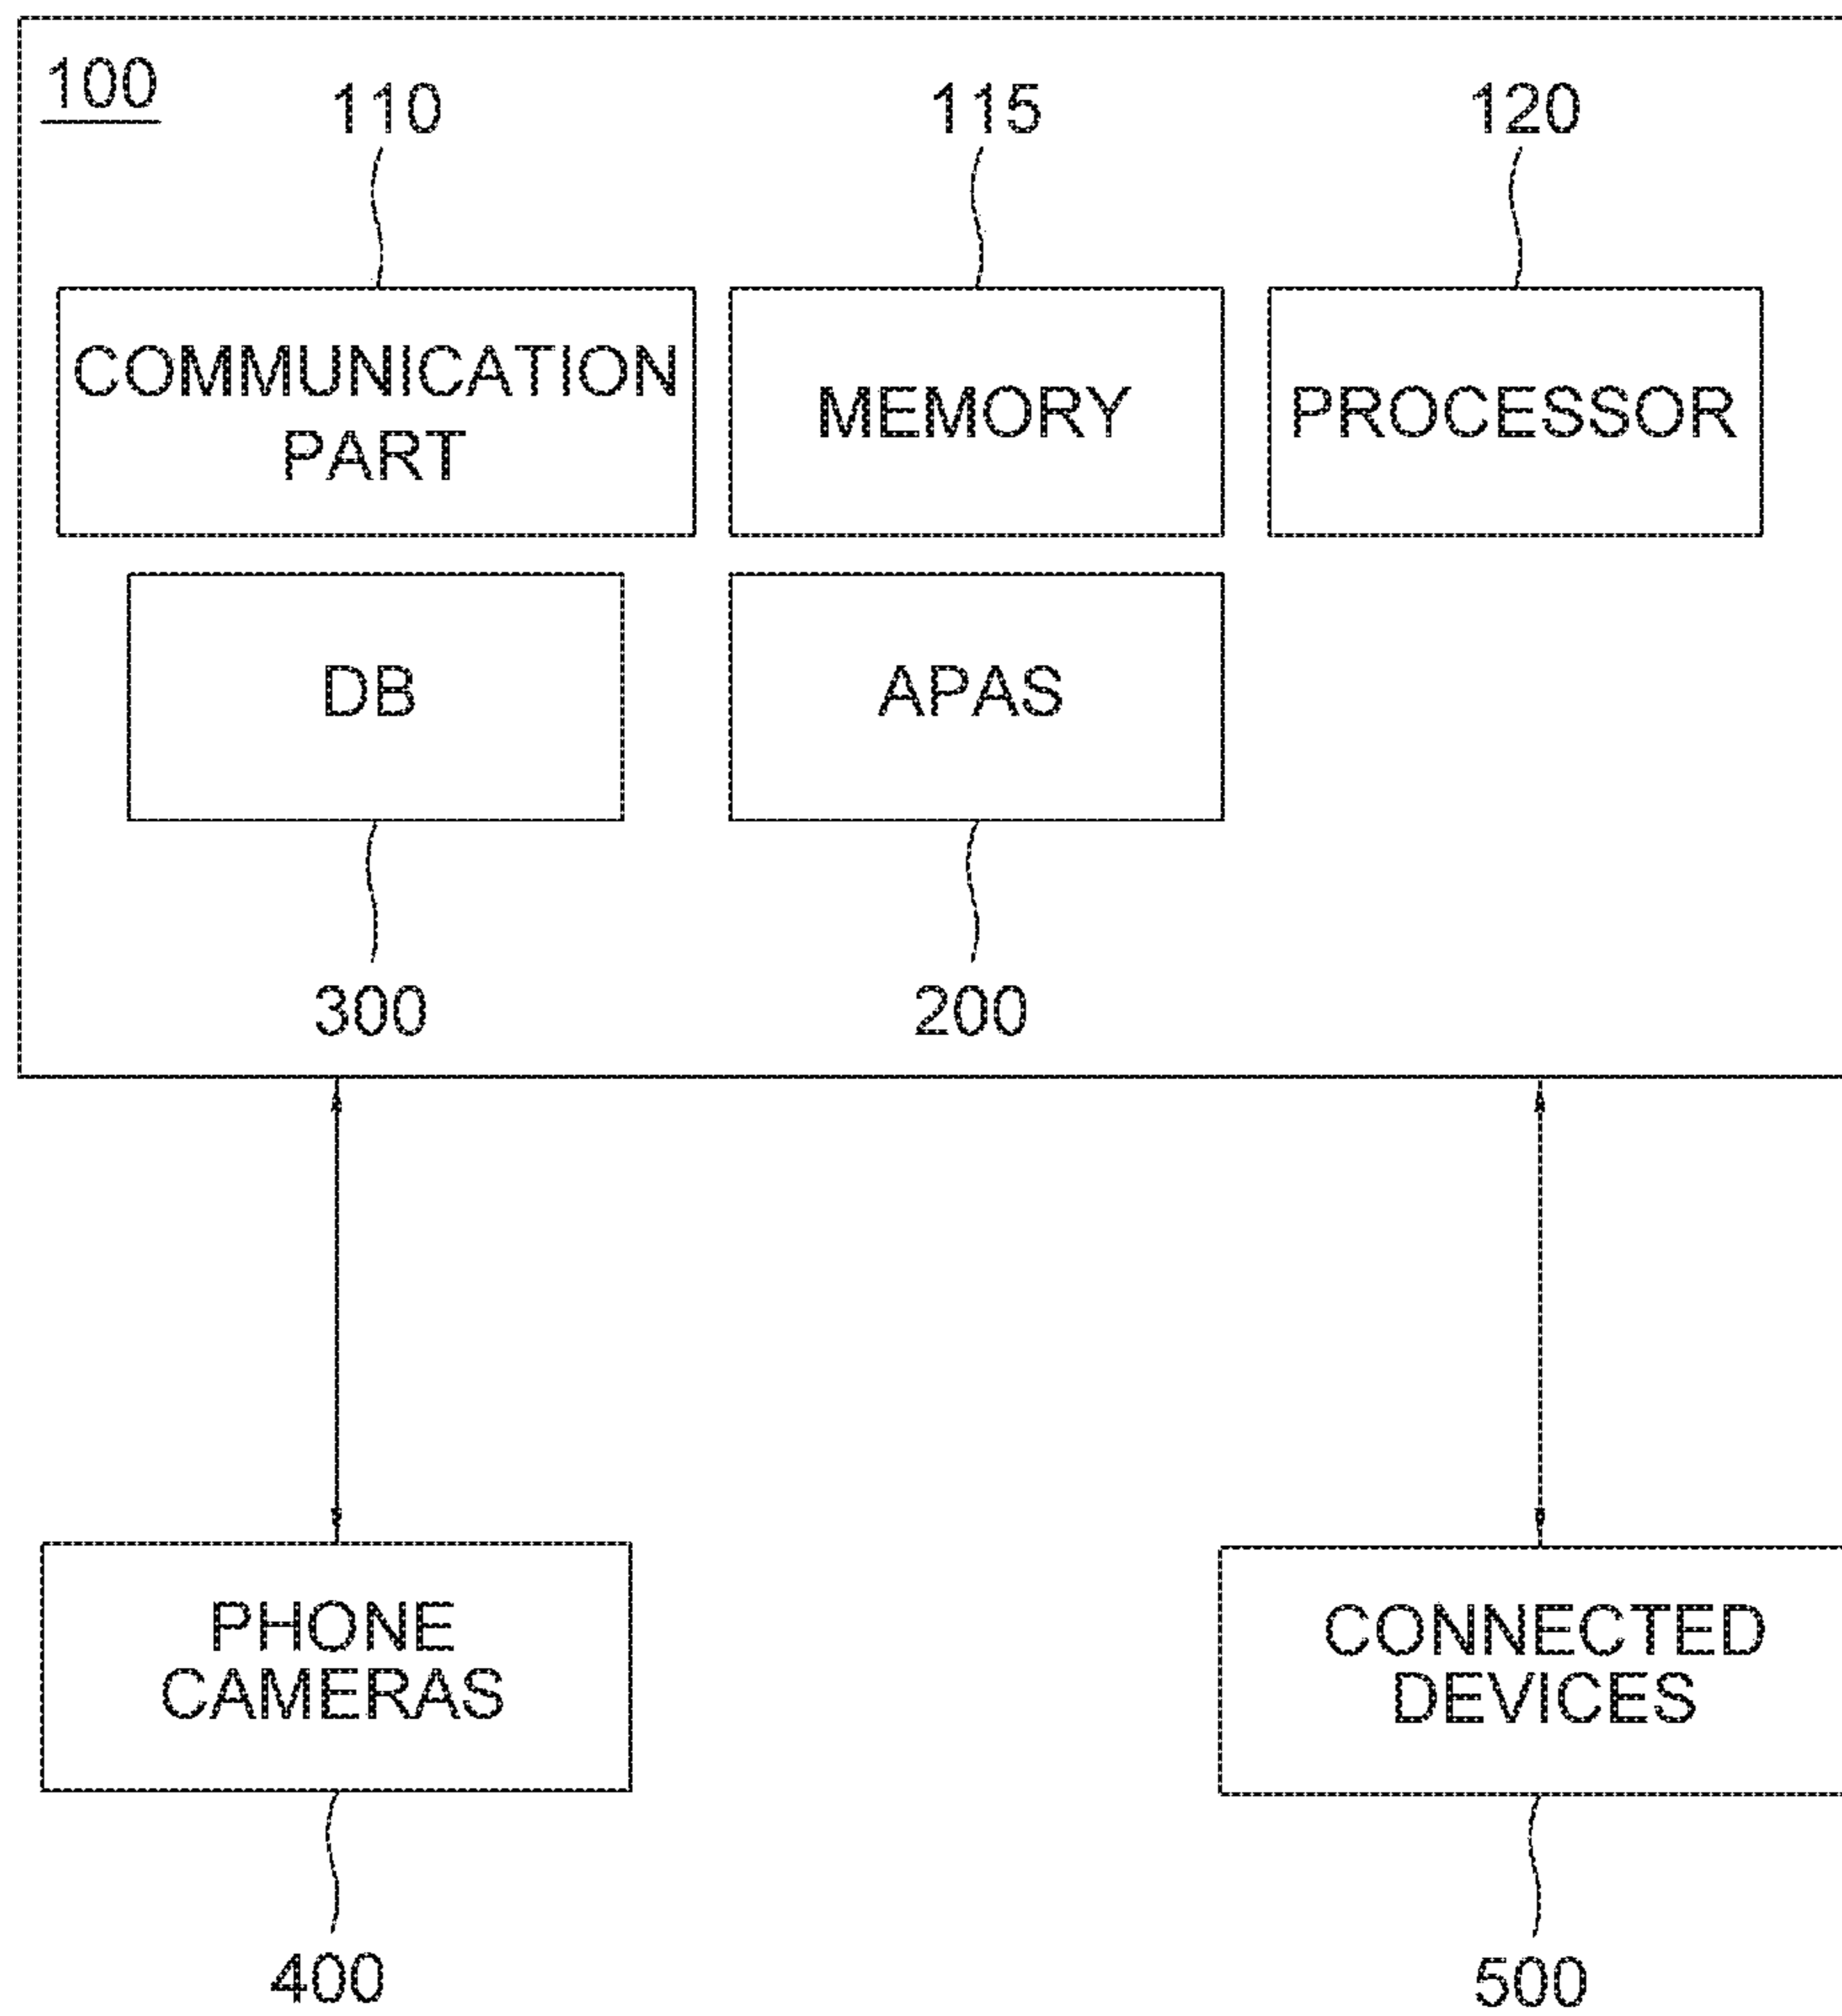 100
110 115 120
COMMUNICATION
PART
MEMORY
PROCESSOR
DB
APAS
300 200
PHONE
CAMERAS
CONNECTED
DEVICES
400 500